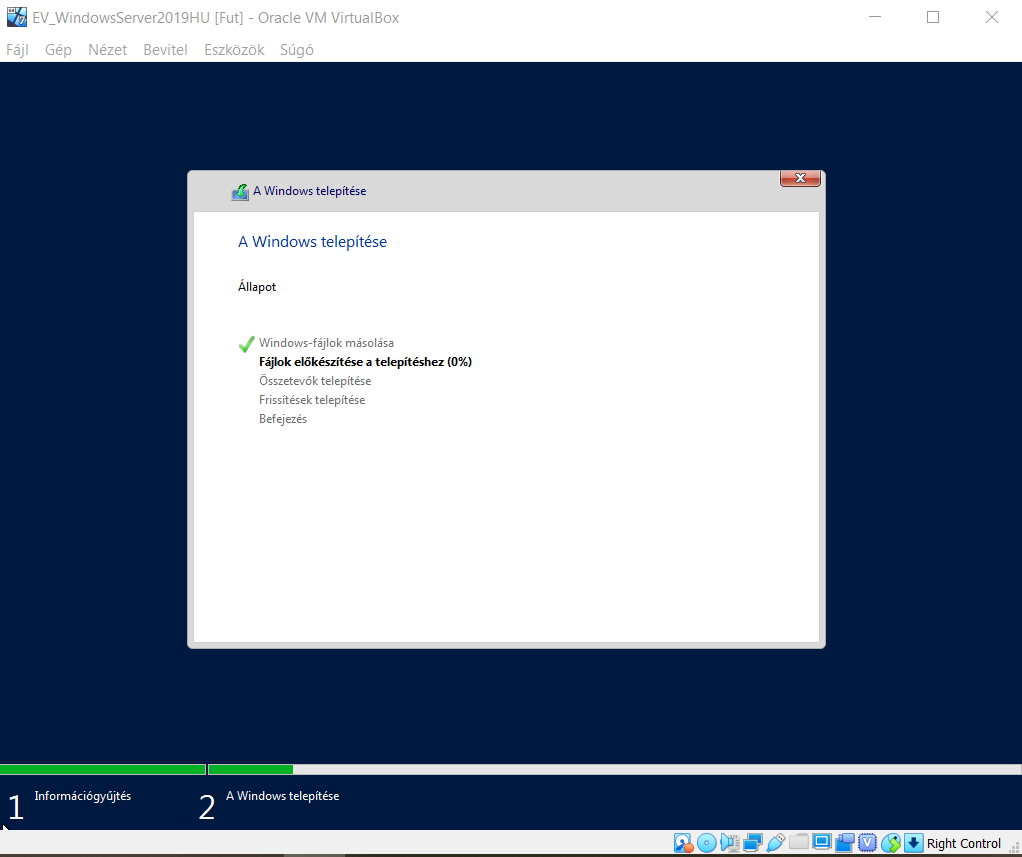 EV_WindowsServer2019HU [Fut] - Oracle VM VirtualBox
Fájl Gép Nézet Bevitel Eszközök Súgó
A Windows telepítése
A Windows telepítése
Állapot
Windows-fájlok másolása
Fájlok előkészítése a telepítéshez (0%)
Összetevők telepítése
Frissítések telepítése
Befejezés
1 Információgyűjtés 2 A Windows telepítése
Right Control